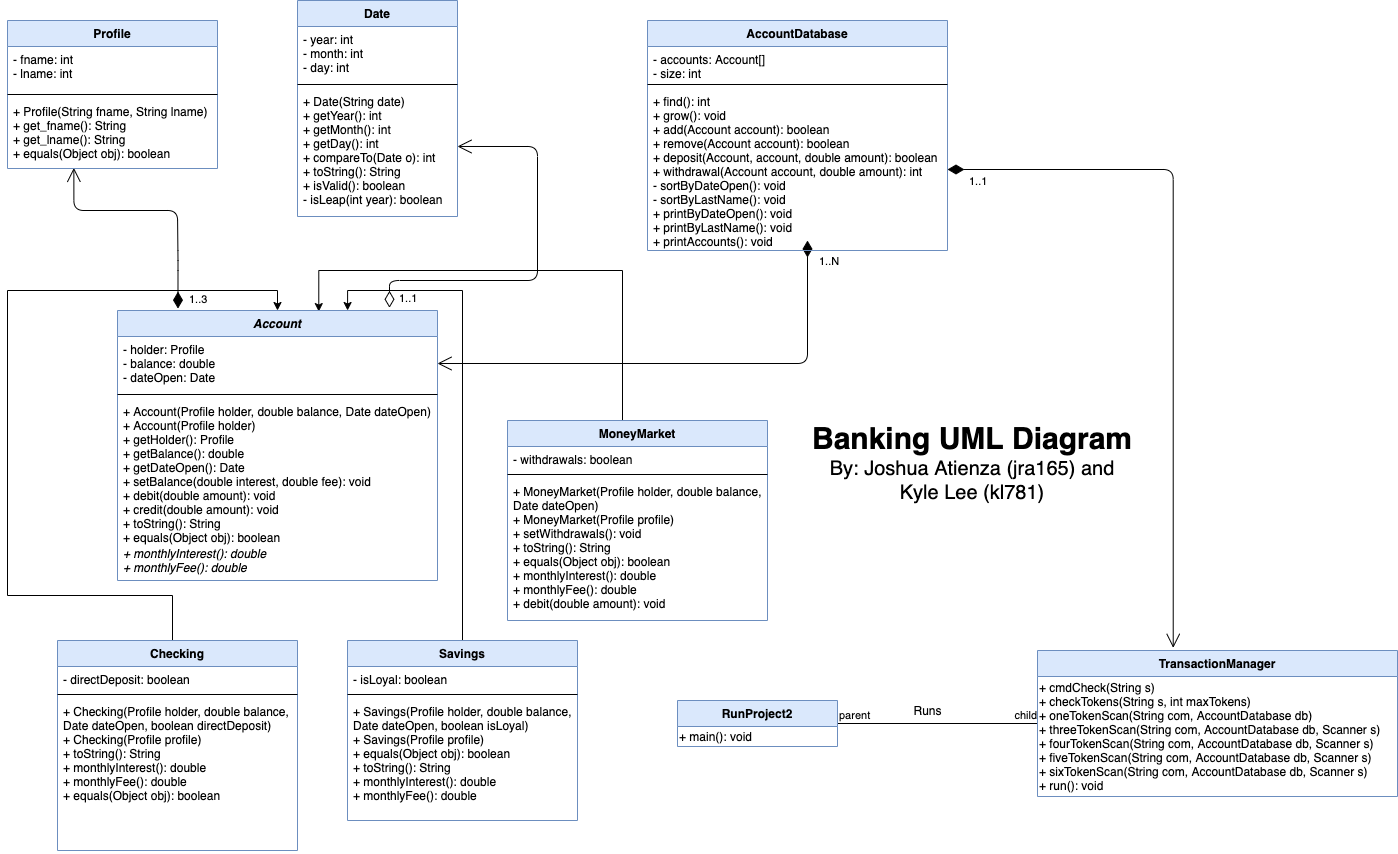 Profile
- fname: int
- lname: int
+ Profile(String fname, String lname)
+ get_fname(): String
+ get_lname(): String
+ equals(Object obj): boolean
Date
- year: int
- month: int
- day: int
+ Date(String date)
+ getYear(): int
+ getMonth(): int
+ getDay(): int
+ compareTo(Date o): int
+ toString(): String
+ isValid(): boolean
- isLeap(int year): boolean
AccountDatabase
- accounts: Account[]
- size: int
+ find(): int
+ grow(): void
+ add(Account account): boolean
+ remove(Account account): boolean
+ deposit(Account, account, double amount): boolean
+ withdrawal(Account account, double amount): int
- sortByDateOpen(): void
- sortByLastName(): void
+ printByDateOpen(): void
+ printByLastName(): void
+ printAccounts(): void
1..1
1..N
1..3
1..1
Account
- holder: Profile
- balance: double
- dateOpen: Date
+ Account(Profile holder, double balance, Date dateOpen)
+ Account(Profile holder)
+ getHolder(): Profile
+ getBalance(): double
+ getDateOpen(): Date
+ setBalance(double interest, double fee): void
+ debit(double amount): void
+ credit(double amount): void
+ toString(): String
+ equals(Object obj): boolean
+ monthlyInterest(): double
+ monthlyFee(): double
MoneyMarket
- withdrawals: boolean
+ MoneyMarket(Profile holder, double balance,
Date dateOpen)
+ MoneyMarket(Profile profile)
+ setWithdrawals(): void
+ toString(): String
+ equals(Object obj): boolean
+ monthlyInterest(): double
+ monthlyFee(): double
+ debit(double amount): void
Banking UML Diagram
By: Joshua Atienza (jra165) and
Kyle Lee (kl781)
Checking
- directDeposit: boolean
+ Checking(Profile holder, double balance,
Date dateOpen, boolean directDeposit)
+ Checking(Profile profile)
+ toString(): String
+ monthlyInterest(): double
+ monthlyFee(): double
+ equals(Object obj): boolean
Savings
- isLoyal: boolean
+ Savings(Profile holder, double balance,
Date dateOpen, boolean isLoyal)
+ Savings(Profile profile)
+ equals(Object obj): boolean
+ toString(): String
+ monthlyInterest(): double
+ monthlyFee(): double
RunProject2
+ main(): void
parent
Runs
child
TransactionManager
+ cmdCheck(String s)
+ checkTokens(String s, int maxTokens)
+ oneTokenScan(String com, AccountDatabase db)
+ threeTokenScan(String com, AccountDatabase db, Scanner s)
+ fourTokenScan(String com, AccountDatabase db, Scanner s)
+ fiveTokenScan(String com, AccountDatabase db, Scanner s)
+ sixTokenScan(String com, AccountDatabase db, Scanner s)
+ run(): void